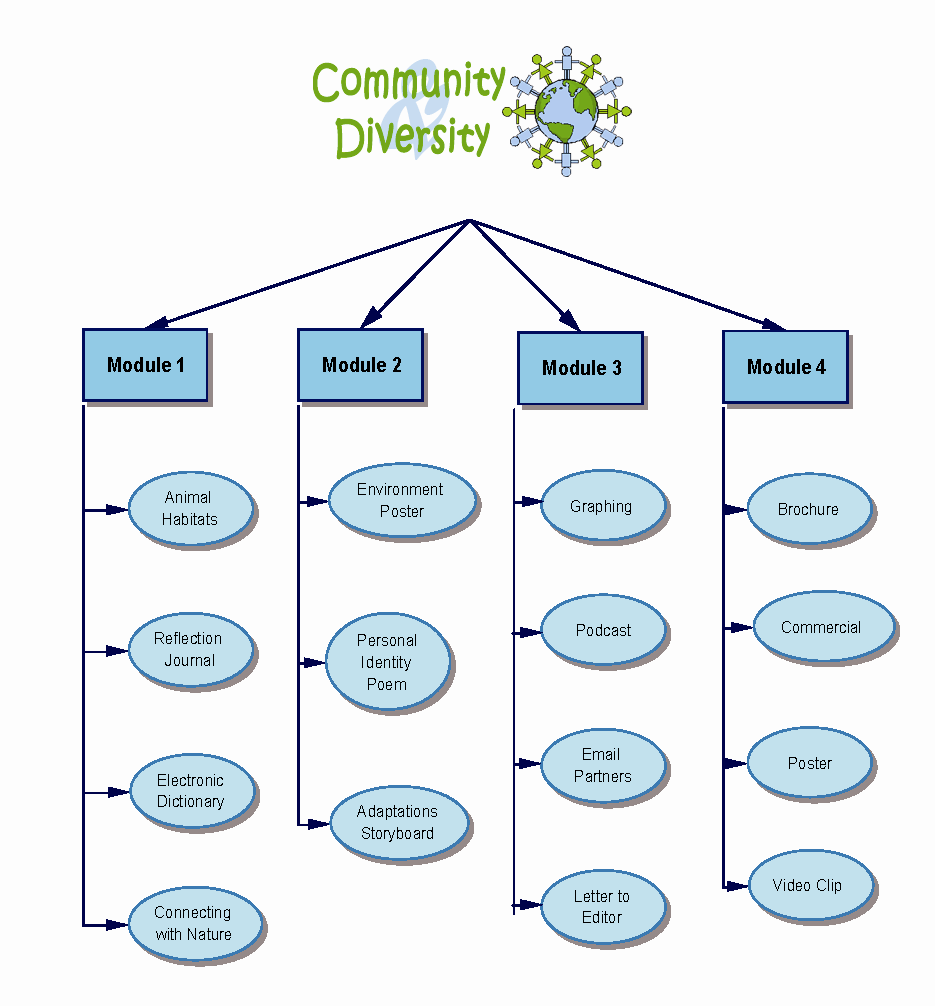 Community
&
Diversity
Module 1
Module 2
Module 3
Module 4
Animal
Habitats
Reflection
Journal
Electronic
Dictionary
Connecting
with Nature
Environment
Poster
Personal
Identity
Poem
Adaptations
Storyboard
Graphing
Podcast
Email
Partners
Letter to
Editor
Brochure
Commercial
Poster
Video Clip